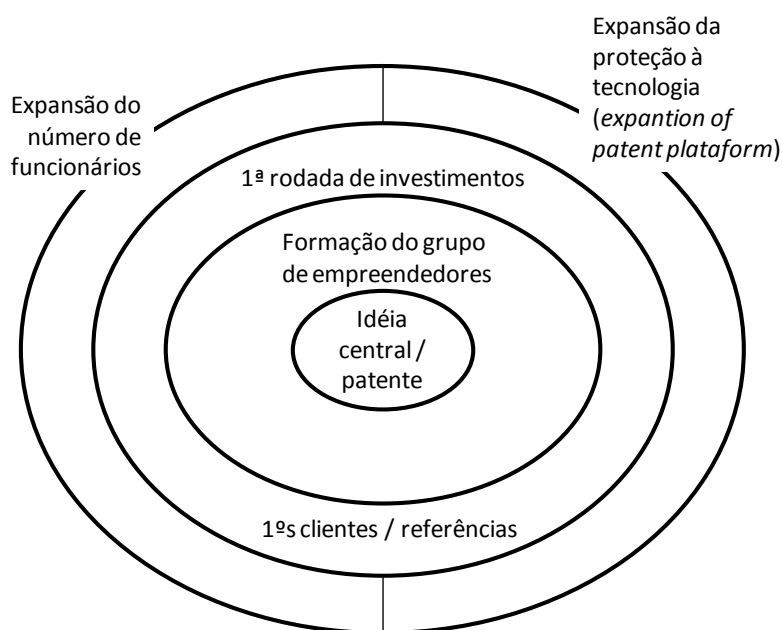 Expansão da
proteção à
tecnologia
(expantion of
patent plataform)
Expansão do
número de
funcionários
1ª rodada de investimentos
Formação do grupo
de empreendedores
Idéia
central /
patente
1ºs clientes / referências